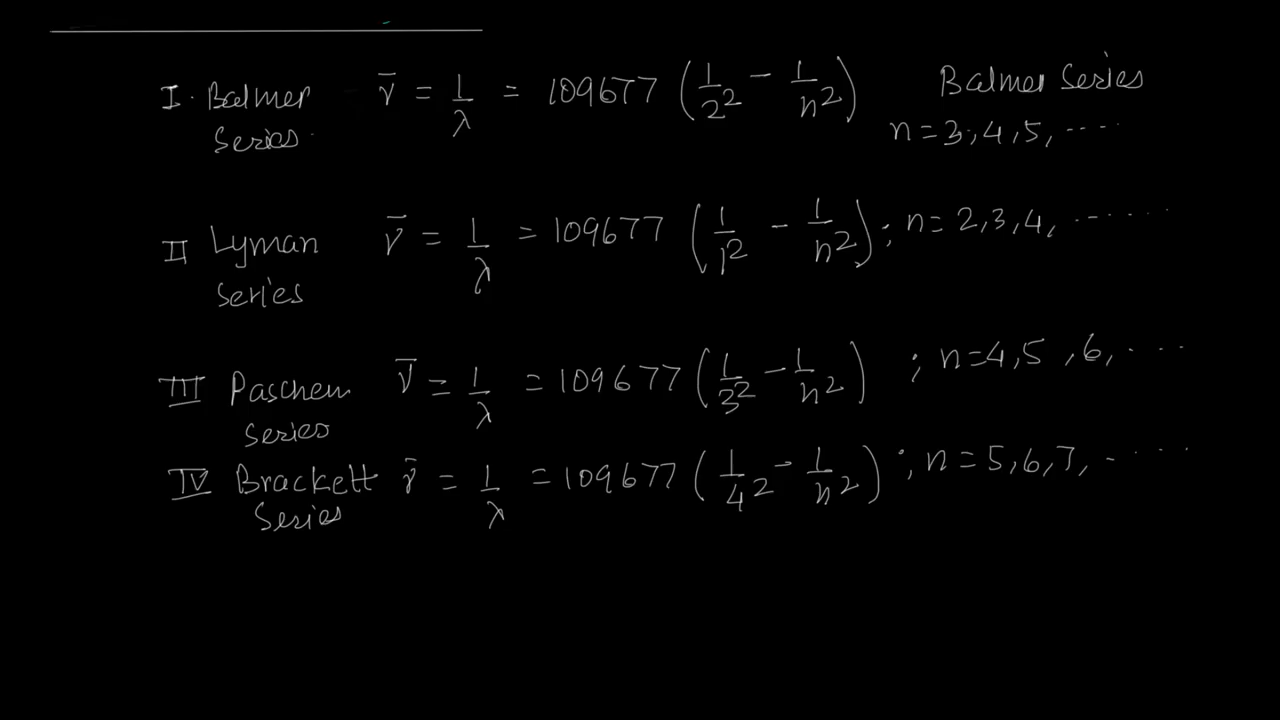 I. Balmer Series. ν̄ = 1/λ = 109677 (1/2² − 1/n²) Balmer Series
n = 3, 4, 5, ....
II Lyman Series ν̄ = 1/λ = 109677 (1/1² − 1/n²) ; n = 2, 3, 4, .......
III Paschen Series ν̄ = 1/λ = 109677 (1/3² − 1/n²) ; n = 4, 5, 6, ....
IV Brackett Series ν̄ = 1/λ = 109677 (1/4² − 1/n²) ; n = 5, 6, 7, .....